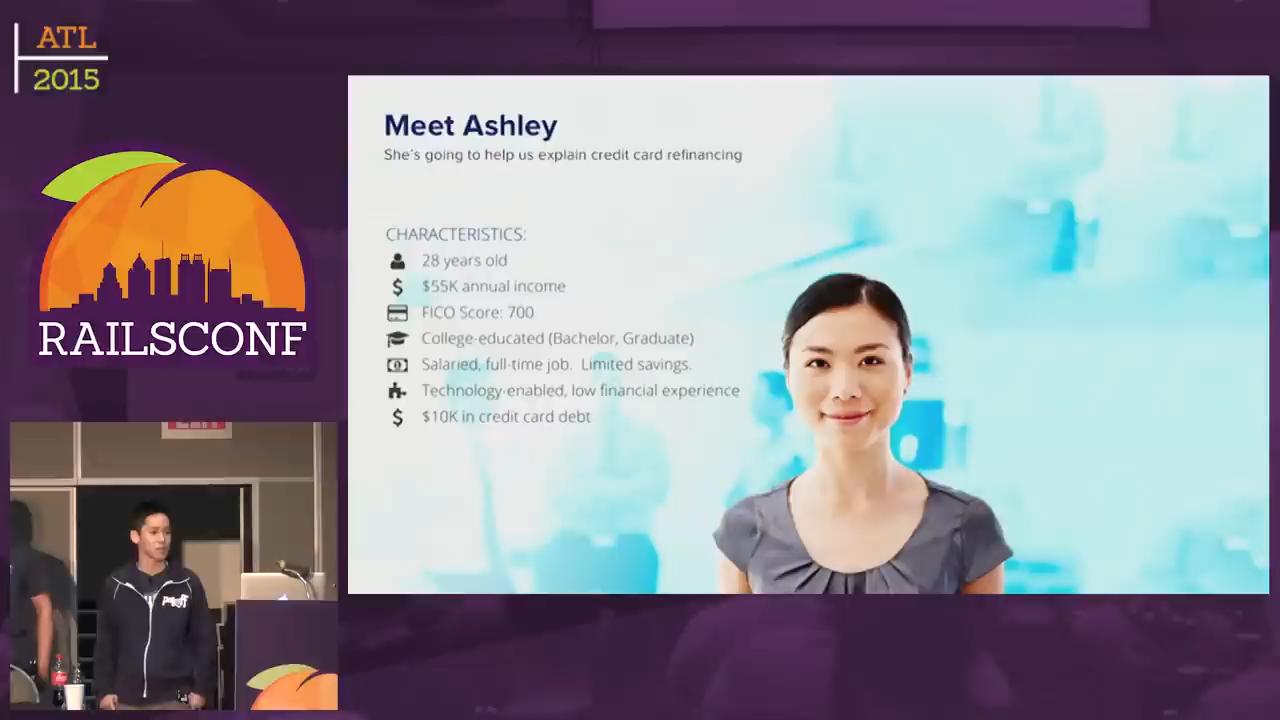 ATL
2015
RAILSCONF
Meet Ashley
She's going to help us explain credit card refinancing
CHARACTERISTICS:
28 years old
$ $55K annual income
FICO Score: 700
College-educated (Bachelor, Graduate)
Salaried, full-time job. Limited savings.
Technology-enabled, low financial experience
$ $10K in credit card debt